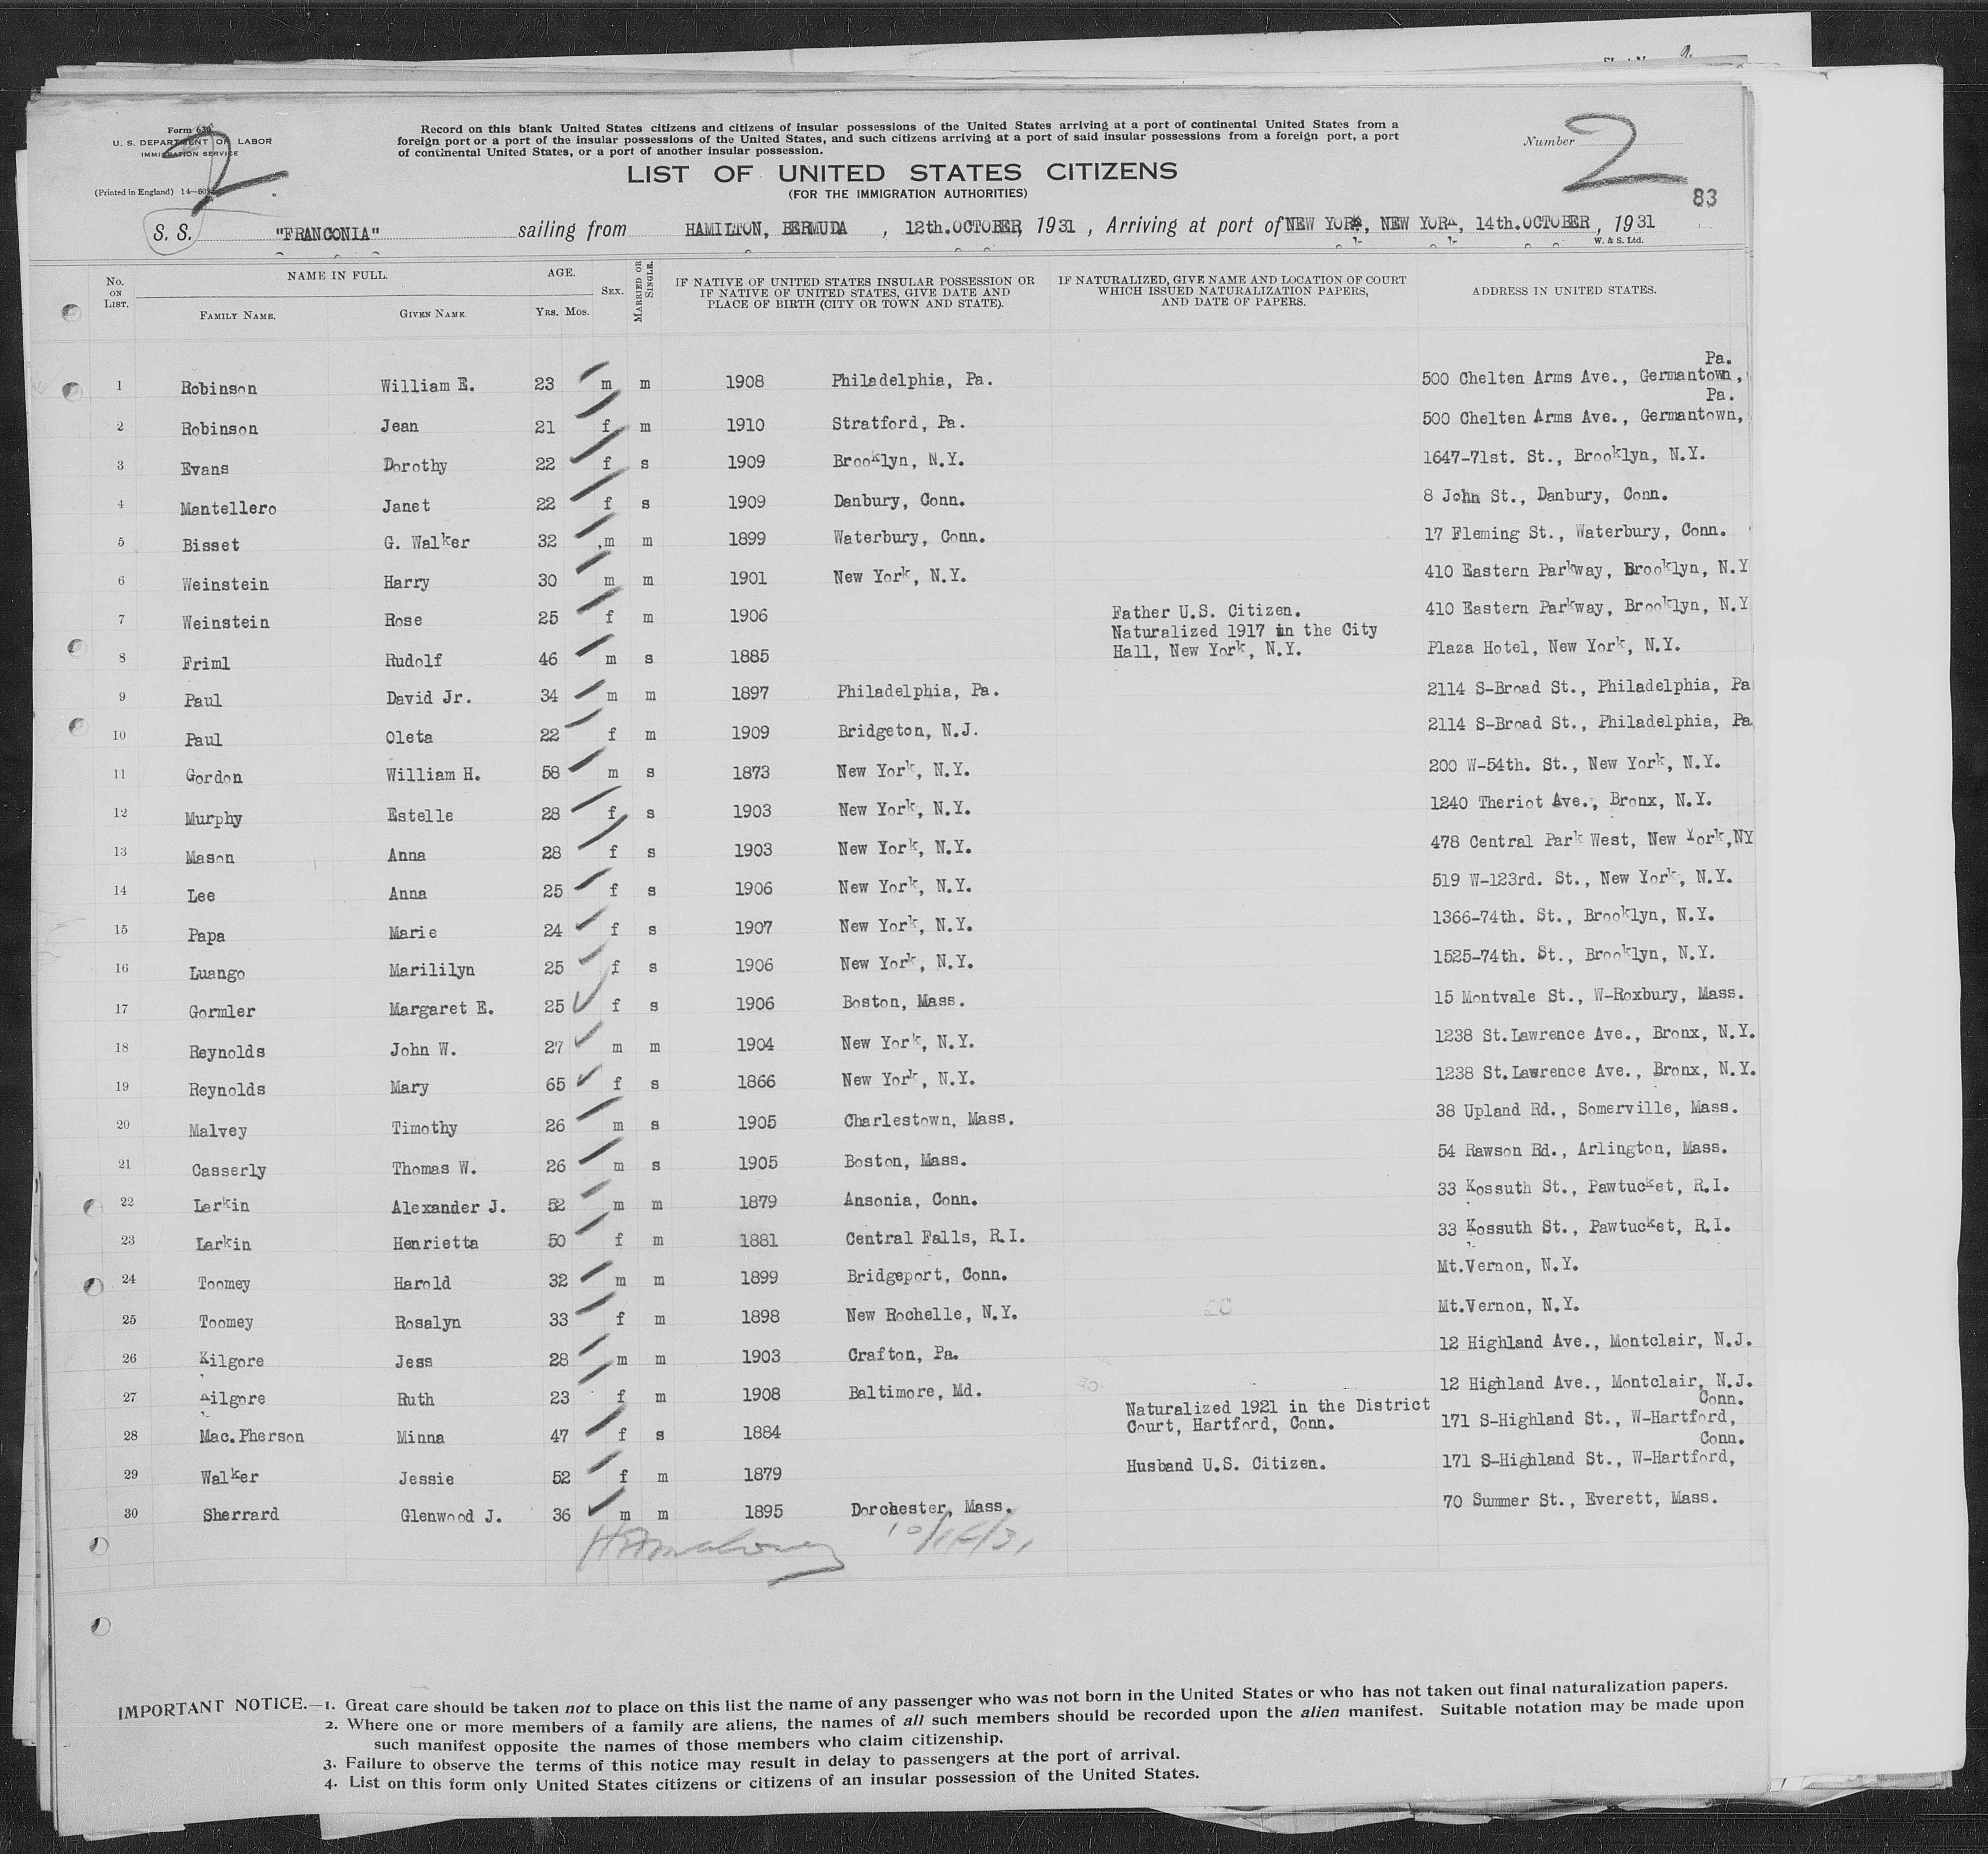 Form 630
U. S. DEPARTMENT OF LABOR
IMMIGRATION SERVICE
(Printed in England) 14—
2
Record on this blank United States citizens and citizens of insular possessions of the United States arriving at a port of continental United States from a
foreign port or a port of the insular possessions of the United States, and such citizens arriving at a port of said insular possessions from a foreign port, a port
of continental United States, or a port of another insular possession.
Number 2
LIST OF UNITED STATES CITIZENS
(FOR THE IMMIGRATION AUTHORITIES)
83
S. S. "FRANCONIA" sailing from HAMILTON, BERMUDA , 12th.OCTOBER, 1931 , Arriving at port of NEW YORK, NEW YORK, 14th.OCTOBER , 1931
W. & S. Ltd.
No. ON LIST. NAME IN FULL. FAMILY NAME. GIVEN NAME. AGE. YRS. MOS. SEX. MARRIED OR SINGLE. IF NATIVE OF UNITED STATES INSULAR POSSESSION OR IF NATIVE OF UNITED STATES, GIVE DATE AND PLACE OF BIRTH (CITY OR TOWN AND STATE). IF NATURALIZED, GIVE NAME AND LOCATION OF COURT WHICH ISSUED NATURALIZATION PAPERS, AND DATE OF PAPERS. ADDRESS IN UNITED STATES.
1 Robinson William E. 23 m m 1908 Philadelphia, Pa. 500 Chelten Arms Ave., Germantown, Pa.
2 Robinson Jean 21 f m 1910 Stratford, Pa. 500 Chelten Arms Ave., Germantown, Pa.
3 Evans Dorothy 22 f s 1909 Brooklyn, N.Y. 1647-71st. St., Brooklyn, N.Y.
4 Mantellero Janet 22 f s 1909 Danbury, Conn. 8 John St., Danbury, Conn.
5 Bisset G. Walker 32 m m 1899 Waterbury, Conn. 17 Fleming St., Waterbury, Conn.
6 Weinstein Harry 30 m m 1901 New York, N.Y. 410 Eastern Parkway, Brooklyn, N.Y
7 Weinstein Rose 25 f m 1906 Father U.S. Citizen. 410 Eastern Parkway, Brooklyn, N.Y
8 Friml Rudolf 46 m s 1885 Naturalized 1917 in the City Hall, New York, N.Y. Plaza Hotel, New York, N.Y.
9 Paul David Jr. 34 m m 1897 Philadelphia, Pa. 2114 S-Broad St., Philadelphia, Pa
10 Paul Oleta 22 f m 1909 Bridgeton, N.J. 2114 S-Broad St., Philadelphia, Pa
11 Gordon William H. 58 m s 1873 New York, N.Y. 200 W-54th. St., New York, N.Y.
12 Murphy Estelle 28 f s 1903 New York, N.Y. 1240 Theriot Ave., Bronx, N.Y.
13 Mason Anna 28 f s 1903 New York, N.Y. 478 Central Park West, New York,NY
14 Lee Anna 25 f s 1906 New York, N.Y. 519 W-123rd. St., New York, N.Y.
15 Papa Marie 24 f s 1907 New York, N.Y. 1366-74th. St., Brooklyn, N.Y.
16 Luango Marililyn 25 f s 1906 New York, N.Y. 1525-74th. St., Brooklyn, N.Y.
17 Gormler Margaret E. 25 f s 1906 Boston, Mass. 15 Montvale St., W-Roxbury, Mass.
18 Reynolds John W. 27 m m 1904 New York, N.Y. 1238 St.Lawrence Ave., Bronx, N.Y.
19 Reynolds Mary 65 f s 1866 New York, N.Y. 1238 St.Lawrence Ave., Bronx, N.Y.
20 Malvey Timothy 26 m s 1905 Charlestown, Mass. 38 Upland Rd., Somerville, Mass.
21 Casserly Thomas W. 26 m s 1905 Boston, Mass. 54 Rawson Rd., Arlington, Mass.
22 Larkin Alexander J. 52 m m 1879 Ansonia, Conn. 33 Kossuth St., Pawtucket, R.I.
23 Larkin Henrietta 50 f m 1881 Central Falls, R.I. 33 Kossuth St., Pawtucket, R.I.
24 Toomey Harold 32 m m 1899 Bridgeport, Conn. Mt.Vernon, N.Y.
25 Toomey Rosalyn 33 f m 1898 New Rochelle, N.Y. Mt.Vernon, N.Y.
26 Kilgore Jess 28 m m 1903 Crafton, Pa. 12 Highland Ave., Montclair, N.J.
27 Kilgore Ruth 23 f m 1908 Baltimore, Md. 12 Highland Ave., Montclair, N.J.
28 Mac.Pherson Minna 47 f s 1884 Naturalized 1921 in the District Court, Hartford, Conn. 171 S-Highland St., W-Hartford, Conn.
29 Walker Jessie 52 f m 1879 Husband U.S. Citizen. 171 S-Highland St., W-Hartford, Conn.
30 Sherrard Glenwood J. 36 m m 1895 Dorchester, Mass. 70 Summer St., Everett, Mass.
10/14/31
IMPORTANT NOTICE.—1. Great care should be taken not to place on this list the name of any passenger who was not born in the United States or who has not taken out final naturalization papers.
2. Where one or more members of a family are aliens, the names of all such members should be recorded upon the alien manifest. Suitable notation may be made upon
such manifest opposite the names of those members who claim citizenship.
3. Failure to observe the terms of this notice may result in delay to passengers at the port of arrival.
4. List on this form only United States citizens or citizens of an insular possession of the United States.